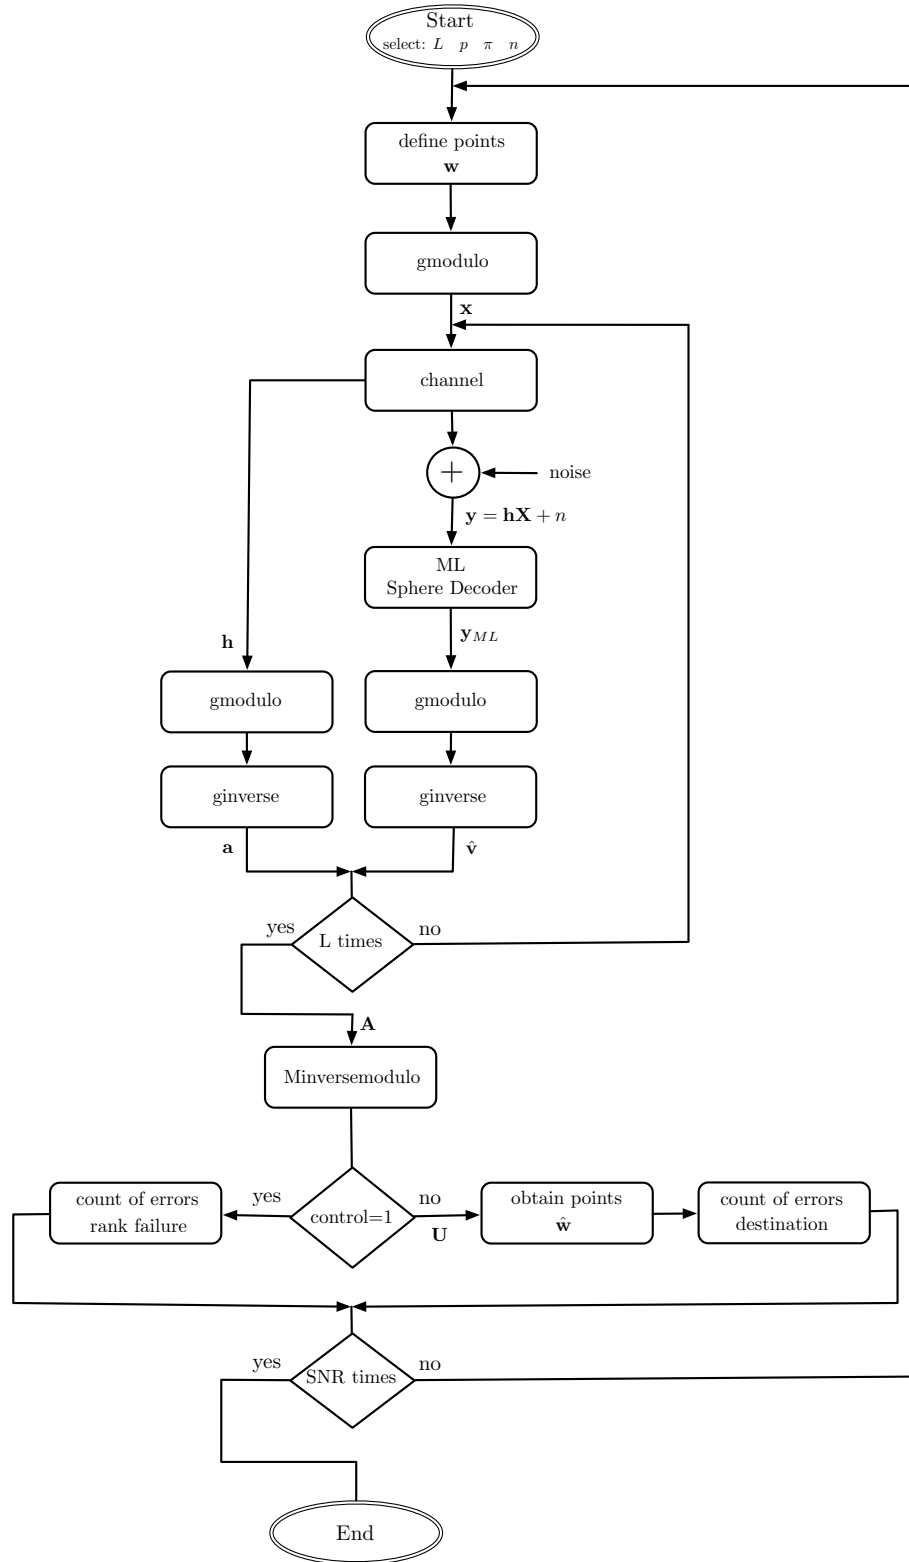 Start
select: L p π n
define points
w
gmodulo
x
channel
+
noise
y = hX + n
ML
Sphere Decoder
h
y_{ML}
gmodulo
gmodulo
ginverse
ginverse
a
v̂
yes
no
L times
A
Minversemodulo
count of errors
rank failure
yes
control=1
no
U
obtain points
ŵ
count of errors
destination
yes
no
SNR times
End